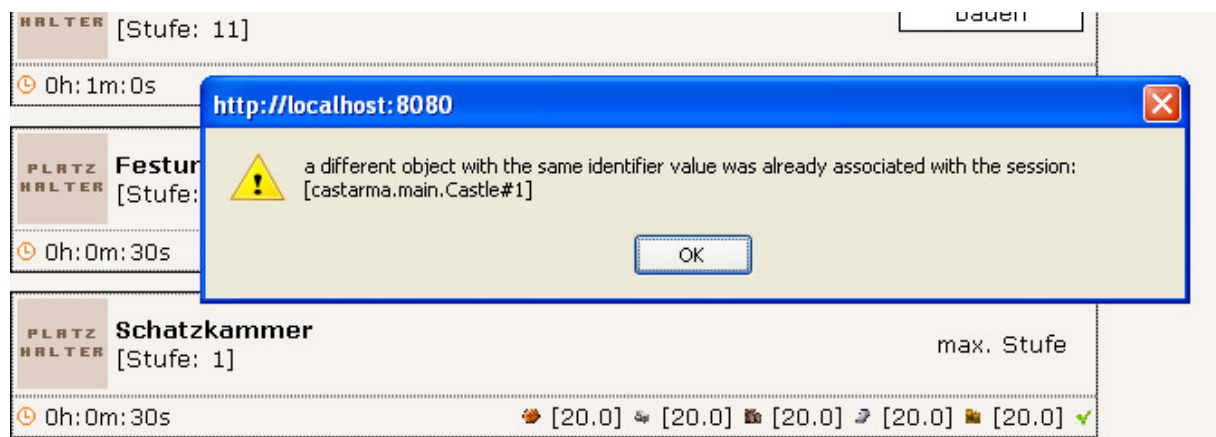 HALTER
[Stufe: 11]
bauen
0h:1m:0s
http://localhost:8080
a different object with the same identifier value was already associated with the session:
[castarma.main.Castle#1]
OK
PLATZ
HALTER
Festur
[Stufe:
0h:0m:30s
PLATZ
HALTER
Schatzkammer
[Stufe: 1]
max. Stufe
0h:0m:30s
[20.0] [20.0] [20.0] [20.0] [20.0]